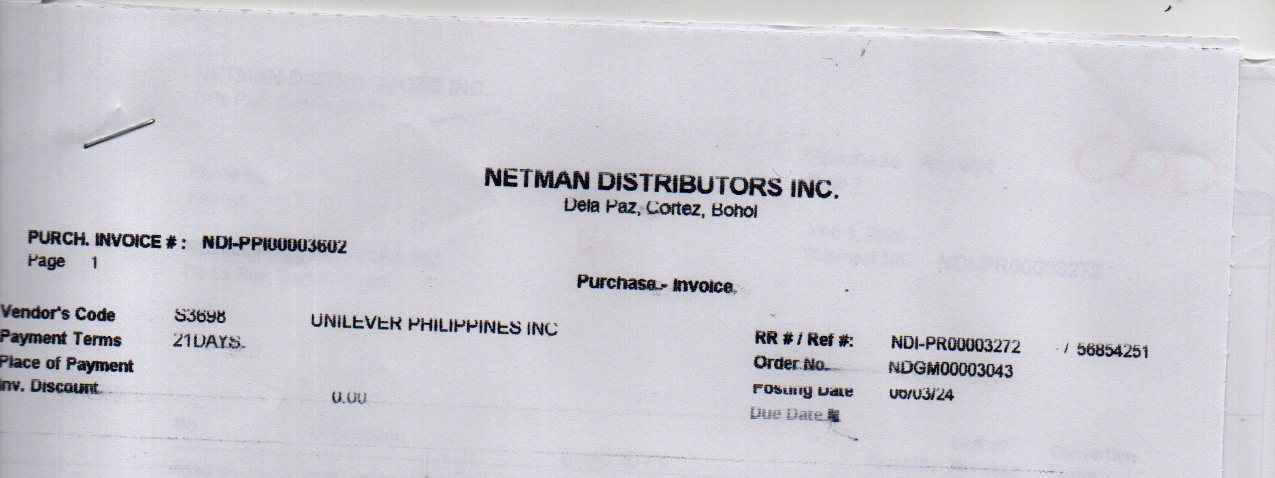 NETMAN DISTRIBUTORS INC.
Dela Paz, Cortez, Bohol
PURCH. INVOICE # : NDI-PPI00003602
Page 1
Purchase - Invoice
Vendor's Code S3698 UNILEVER PHILIPPINES INC
Payment Terms 21DAYS
Place of Payment
Inv. Discount 0.00
RR # / Ref #: NDI-PR00003272 / 56854251
Order No. NDGM00003043
Posting Date 06/03/24
Due Date